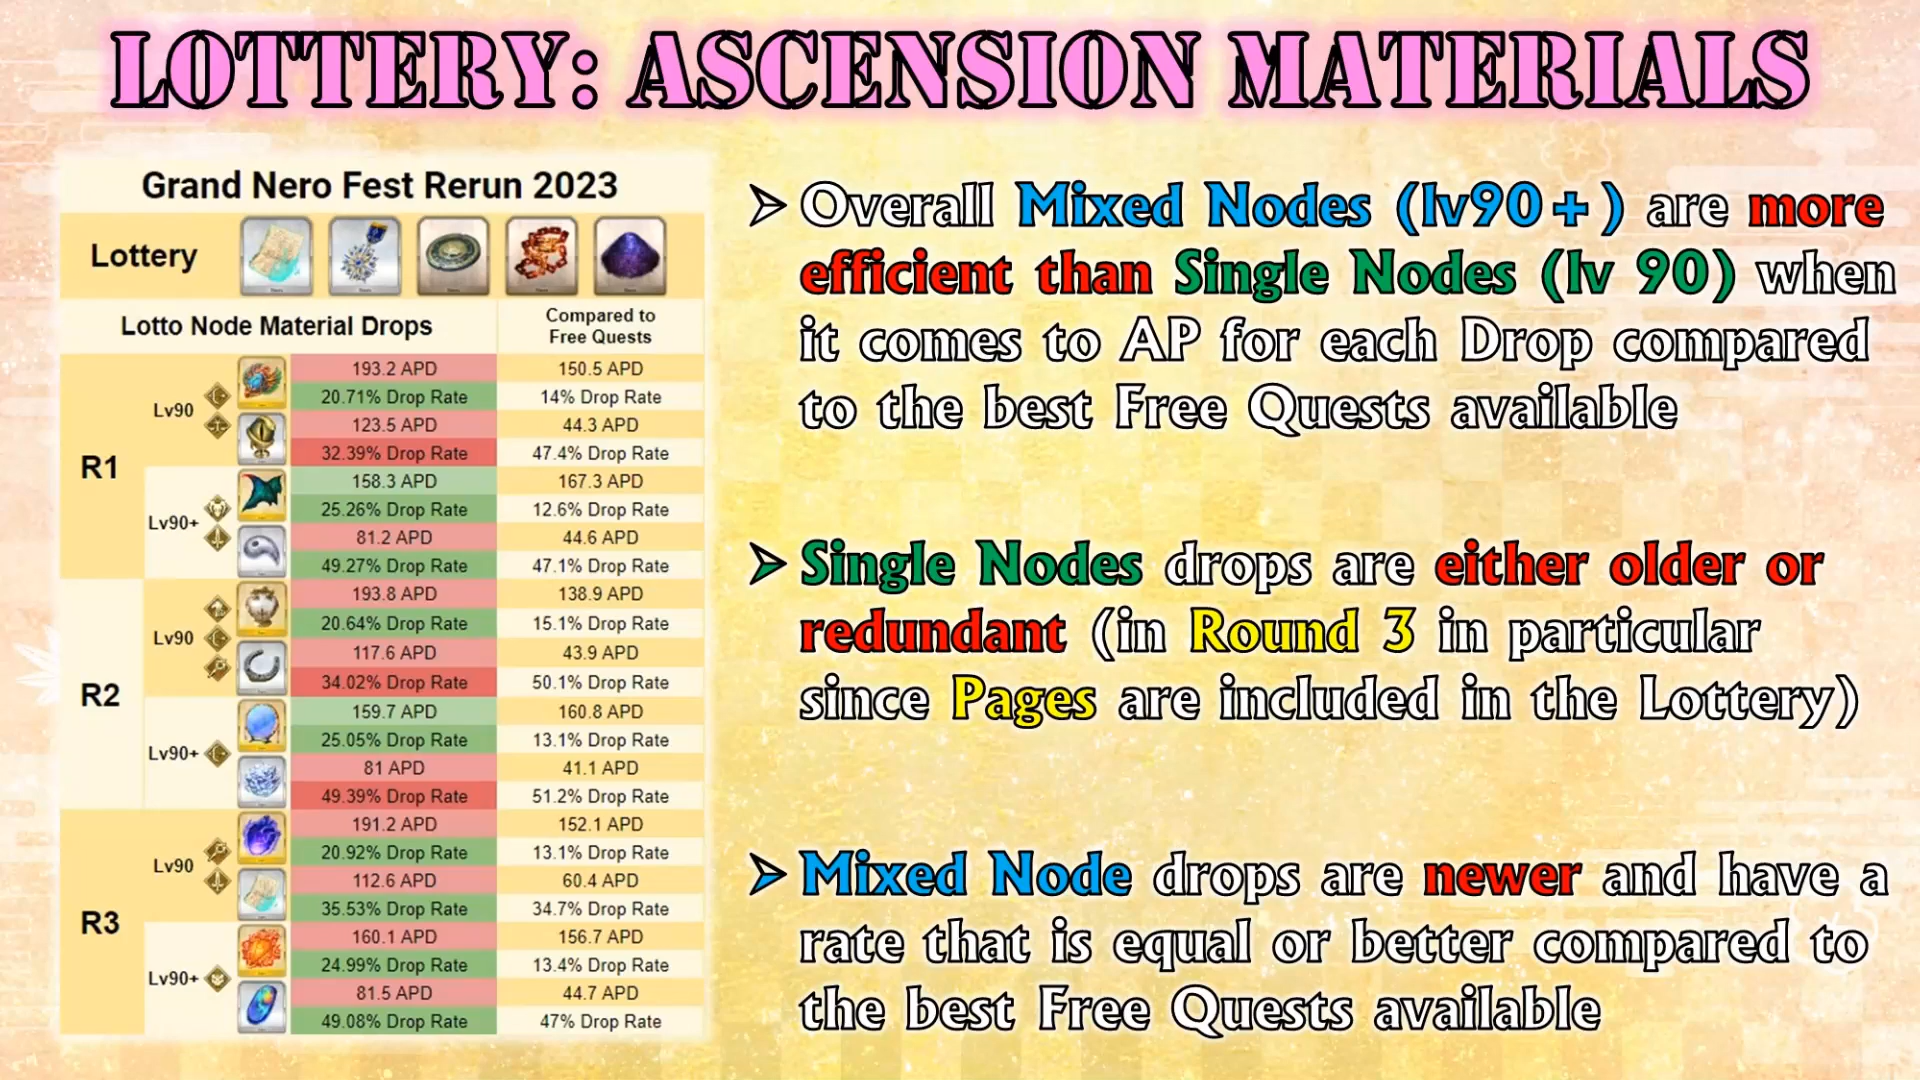 LOTTERY: ASCENSION MATERIALS
Grand Nero Fest Rerun 2023
Lottery
Lotto Node Material Drops
Compared to
Free Quests
R1
Lv90
193.2 APD 150.5 APD
20.71% Drop Rate 14% Drop Rate
123.5 APD 44.3 APD
32.39% Drop Rate 47.4% Drop Rate
Lv90+
158.3 APD 167.3 APD
25.26% Drop Rate 12.6% Drop Rate
81.2 APD 44.6 APD
49.27% Drop Rate 47.1% Drop Rate
R2
Lv90
193.8 APD 138.9 APD
20.64% Drop Rate 15.1% Drop Rate
117.6 APD 43.9 APD
34.02% Drop Rate 50.1% Drop Rate
Lv90+
159.7 APD 160.8 APD
25.05% Drop Rate 13.1% Drop Rate
81 APD 41.1 APD
49.39% Drop Rate 51.2% Drop Rate
R3
Lv90
191.2 APD 152.1 APD
20.92% Drop Rate 13.1% Drop Rate
112.6 APD 60.4 APD
35.53% Drop Rate 34.7% Drop Rate
Lv90+
160.1 APD 156.7 APD
24.99% Drop Rate 13.4% Drop Rate
81.5 APD 44.7 APD
49.08% Drop Rate 47% Drop Rate
Overall Mixed Nodes (lv90+) are more
efficient than Single Nodes (lv 90) when
it comes to AP for each Drop compared
to the best Free Quests available
Single Nodes drops are either older or
redundant (in Round 3 in particular
since Pages are included in the Lottery)
Mixed Node drops are newer and have a
rate that is equal or better compared to
the best Free Quests available